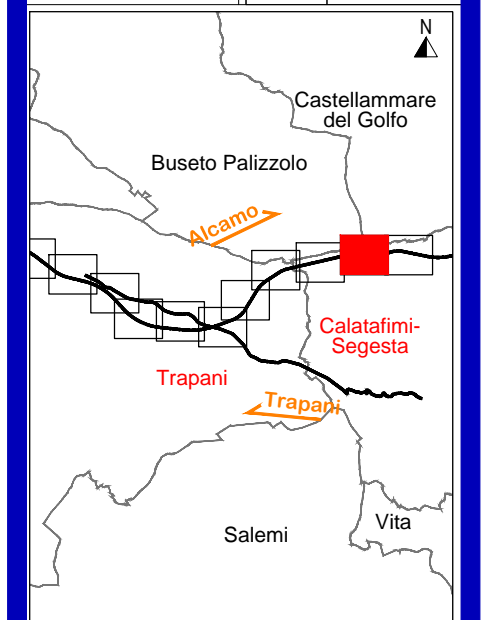 N
Castellammare
del Golfo
Buseto Palizzolo
Alcamo
Calatafimi-
Segesta
Trapani
Trapani
Salemi
Vita